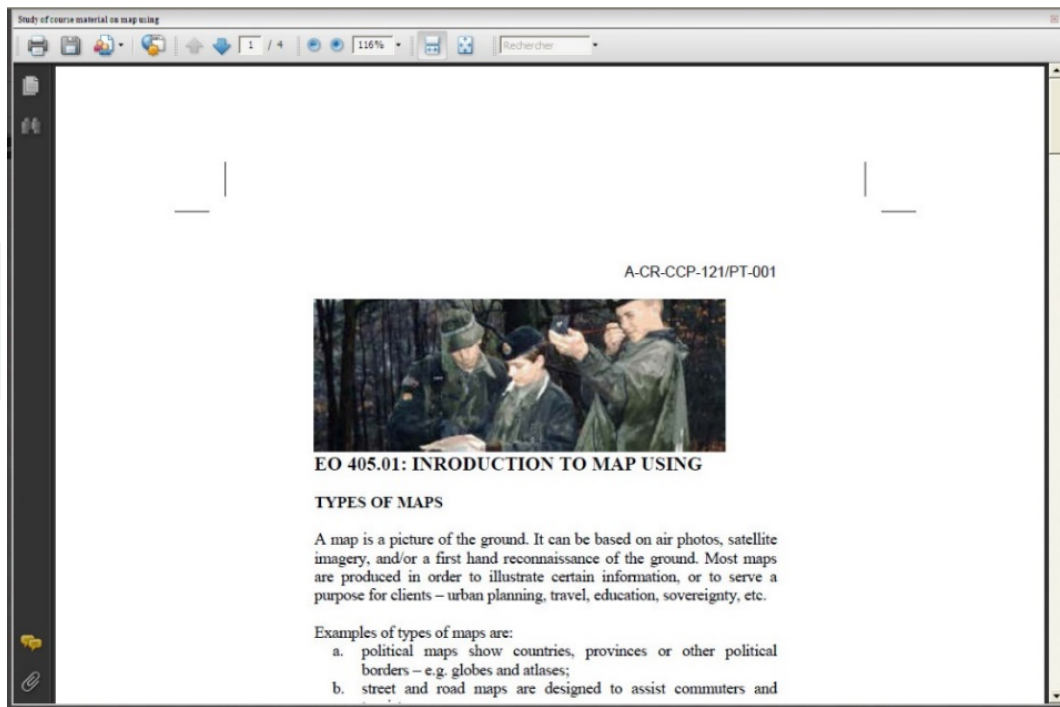 Study of course material on map using
1 / 4 116% Rechercher
A-CR-CCP-121/PT-001
EO 405.01: INRODUCTION TO MAP USING
TYPES OF MAPS
A map is a picture of the ground. It can be based on air photos, satellite
imagery, and/or a first hand reconnaissance of the ground. Most maps
are produced in order to illustrate certain information, or to serve a
purpose for clients – urban planning, travel, education, sovereignty, etc.
Examples of types of maps are:
a. political maps show countries, provinces or other political
borders – e.g. globes and atlases;
b. street and road maps are designed to assist commuters and